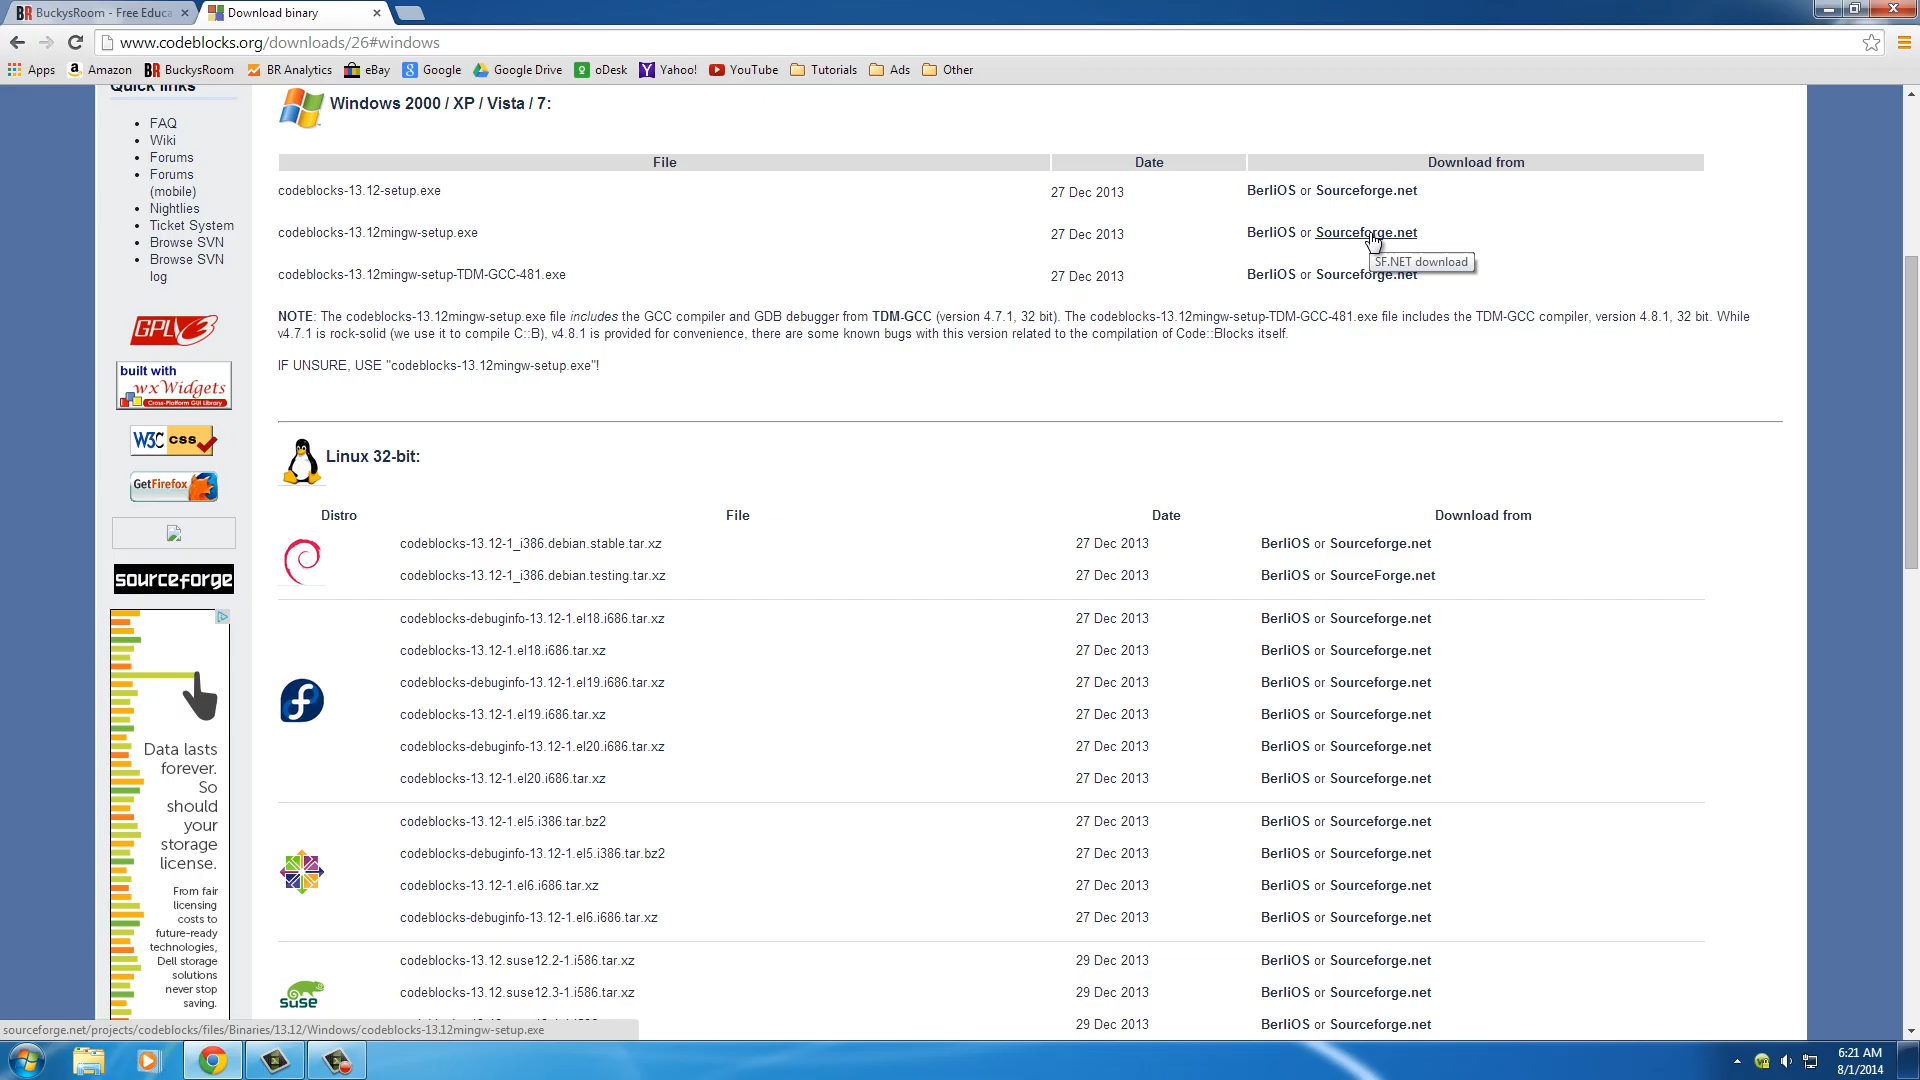 BuckysRoom - Free Educa
Download binary
www.codeblocks.org/downloads/26#windows
Apps Amazon BuckysRoom BR Analytics eBay Google Google Drive oDesk Yahoo! YouTube Tutorials Ads Other
Quick links
FAQ
Wiki
Forums
Forums
(mobile)
Nightlies
Ticket System
Browse SVN
Browse SVN
log
GPL 3
built with
wxWidgets
Cross-Platform GUI Library
W3C css
Get Firefox
sourceforge
Data lasts
forever.
So
should
your
storage
license.
From fair
licensing
costs to
future-ready
technologies,
Dell storage
solutions
never stop
saving.
Windows 2000 / XP / Vista / 7:
File Date Download from
codeblocks-13.12-setup.exe 27 Dec 2013 BerliOS or Sourceforge.net
codeblocks-13.12mingw-setup.exe 27 Dec 2013 BerliOS or Sourceforge.net
SF.NET download
codeblocks-13.12mingw-setup-TDM-GCC-481.exe 27 Dec 2013 BerliOS or Sourceforge.net
NOTE: The codeblocks-13.12mingw-setup.exe file includes the GCC compiler and GDB debugger from TDM-GCC (version 4.7.1, 32 bit). The codeblocks-13.12mingw-setup-TDM-GCC-481.exe file includes the TDM-GCC compiler, version 4.8.1, 32 bit. While
v4.7.1 is rock-solid (we use it to compile C::B), v4.8.1 is provided for convenience, there are some known bugs with this version related to the compilation of Code::Blocks itself.
IF UNSURE, USE "codeblocks-13.12mingw-setup.exe"!
Linux 32-bit:
Distro File Date Download from
codeblocks-13.12-1_i386.debian.stable.tar.xz 27 Dec 2013 BerliOS or Sourceforge.net
codeblocks-13.12-1_i386.debian.testing.tar.xz 27 Dec 2013 BerliOS or SourceForge.net
codeblocks-debuginfo-13.12-1.el18.i686.tar.xz 27 Dec 2013 BerliOS or Sourceforge.net
codeblocks-13.12-1.el18.i686.tar.xz 27 Dec 2013 BerliOS or Sourceforge.net
codeblocks-debuginfo-13.12-1.el19.i686.tar.xz 27 Dec 2013 BerliOS or Sourceforge.net
codeblocks-13.12-1.el19.i686.tar.xz 27 Dec 2013 BerliOS or Sourceforge.net
codeblocks-debuginfo-13.12-1.el20.i686.tar.xz 27 Dec 2013 BerliOS or Sourceforge.net
codeblocks-13.12-1.el20.i686.tar.xz 27 Dec 2013 BerliOS or Sourceforge.net
codeblocks-13.12-1.el5.i386.tar.bz2 27 Dec 2013 BerliOS or Sourceforge.net
codeblocks-debuginfo-13.12-1.el5.i386.tar.bz2 27 Dec 2013 BerliOS or Sourceforge.net
codeblocks-13.12-1.el6.i686.tar.xz 27 Dec 2013 BerliOS or Sourceforge.net
codeblocks-debuginfo-13.12-1.el6.i686.tar.xz 27 Dec 2013 BerliOS or Sourceforge.net
suse
codeblocks-13.12.suse12.2-1.i586.tar.xz 29 Dec 2013 BerliOS or Sourceforge.net
codeblocks-13.12.suse12.3-1.i586.tar.xz 29 Dec 2013 BerliOS or Sourceforge.net
29 Dec 2013 BerliOS or Sourceforge.net
sourceforge.net/projects/codeblocks/files/Binaries/13.12/Windows/codeblocks-13.12mingw-setup.exe
6:21 AM
8/1/2014